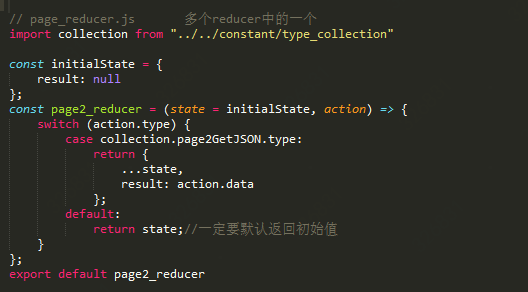 // page_reducer.js        多个reducer中的一个
import collection from "../../constant/type_collection"
const initialState = {
    result: null
};
const page2_reducer = (state = initialState, action) => {
    switch (action.type) {
        case collection.page2GetJSON.type:
            return {
                ...state,
                result: action.data
            };
        default:
            return state;//一定要默认返回初始值
    }
};
export default page2_reducer